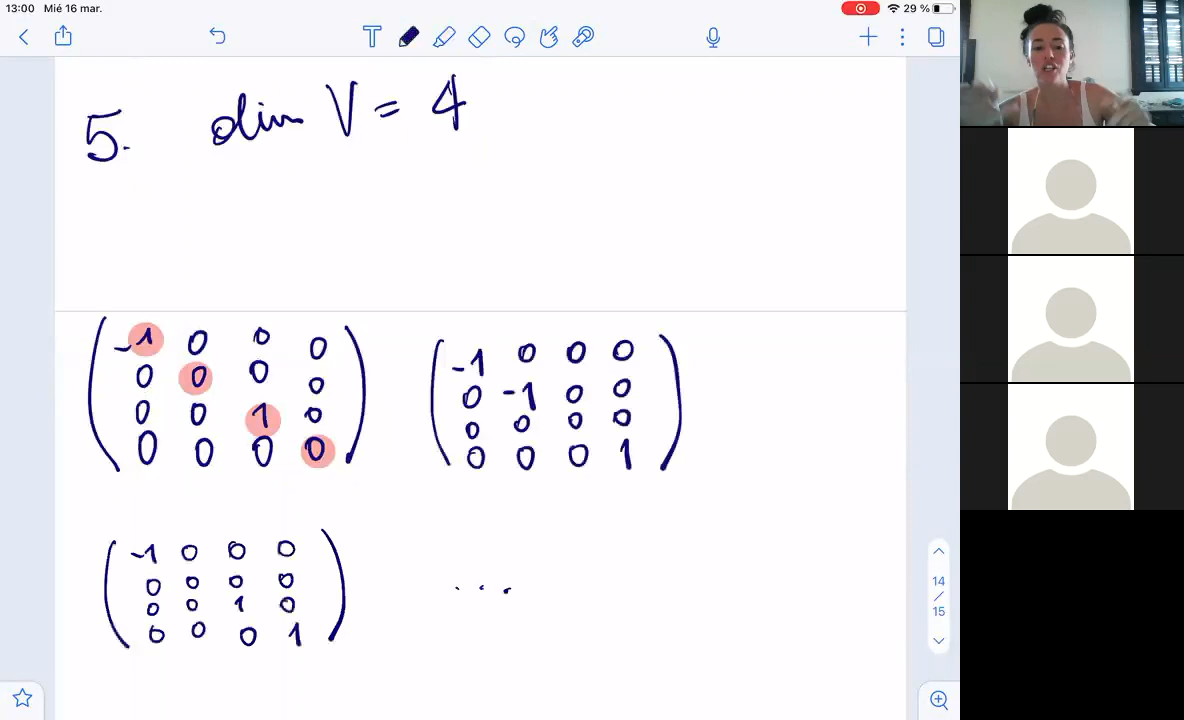 13:00 Mié 16 mar.
29 %
T
5. dim V = 4
-1 0 0 0
0 0 0 0
0 0 1 0
0 0 0 0
-1 0 0 0
0 -1 0 0
0 0 0 0
0 0 0 1
-1 0 0 0
0 0 0 0
0 0 1 0
0 0 0 1
...
14
/
15